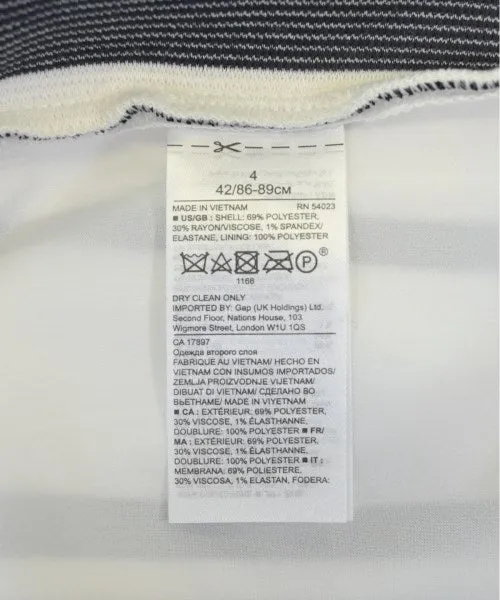 4
42/86-89см
MADE IN VIETNAM RN 54023
■ US/GB : SHELL: 69% POLYESTER,
30% RAYON/VISCOSE, 1% SPANDEX/
ELASTANE, LINING: 100% POLYESTER
P ®
1166
DRY CLEAN ONLY
IMPORTED BY: Gap (UK Holdings) Ltd.
Second Floor, Nations House, 103
Wigmore Street, London W1U 1QS
CA 17897
Одежда второго слоя
FABRIQUÉ AU VIETNAM/ HECHO EN
VIETNAM CON INSUMOS IMPORTADOS/
ZEMLJA PROIZVODNJE VIJETNAM/
DIBUAT DI VIETNAM/ СДЕЛАНО ВО
ВЬЕТНАМЕ/ MADE IN VIYETNAM
■ CA : EXTÉRIEUR: 69% POLYESTER,
30% VISCOSE, 1% ÉLASTHANNE,
DOUBLURE: 100% POLYESTER ■ FR/
MA : EXTÉRIEUR: 69% POLYESTER,
30% VISCOSE, 1% ÉLASTHANNE,
DOUBLURE: 100% POLYESTER ■ IT :
MEMBRANA: 69% POLIESTERE,
30% VISCOSA, 1% ELASTAN, FODERA: